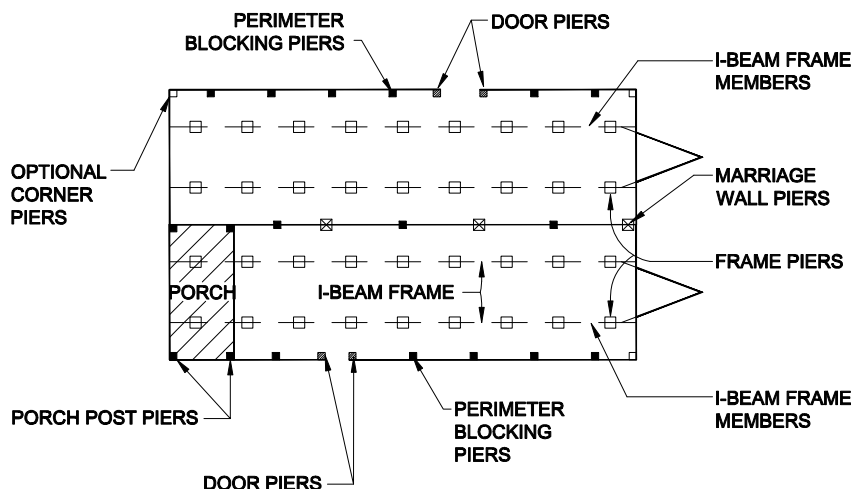 PERIMETER
BLOCKING PIERS
DOOR PIERS
I-BEAM FRAME
MEMBERS
OPTIONAL
CORNER
PIERS
MARRIAGE
WALL PIERS
FRAME PIERS
PORCH
I-BEAM FRAME
PORCH POST PIERS
I-BEAM FRAME
MEMBERS
PERIMETER
BLOCKING
PIERS
DOOR PIERS